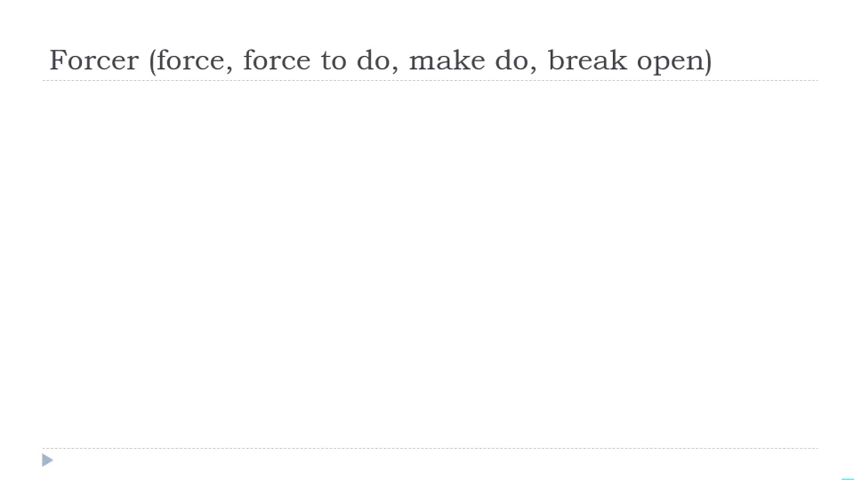 Forcer (force, force to do, make do, break open)